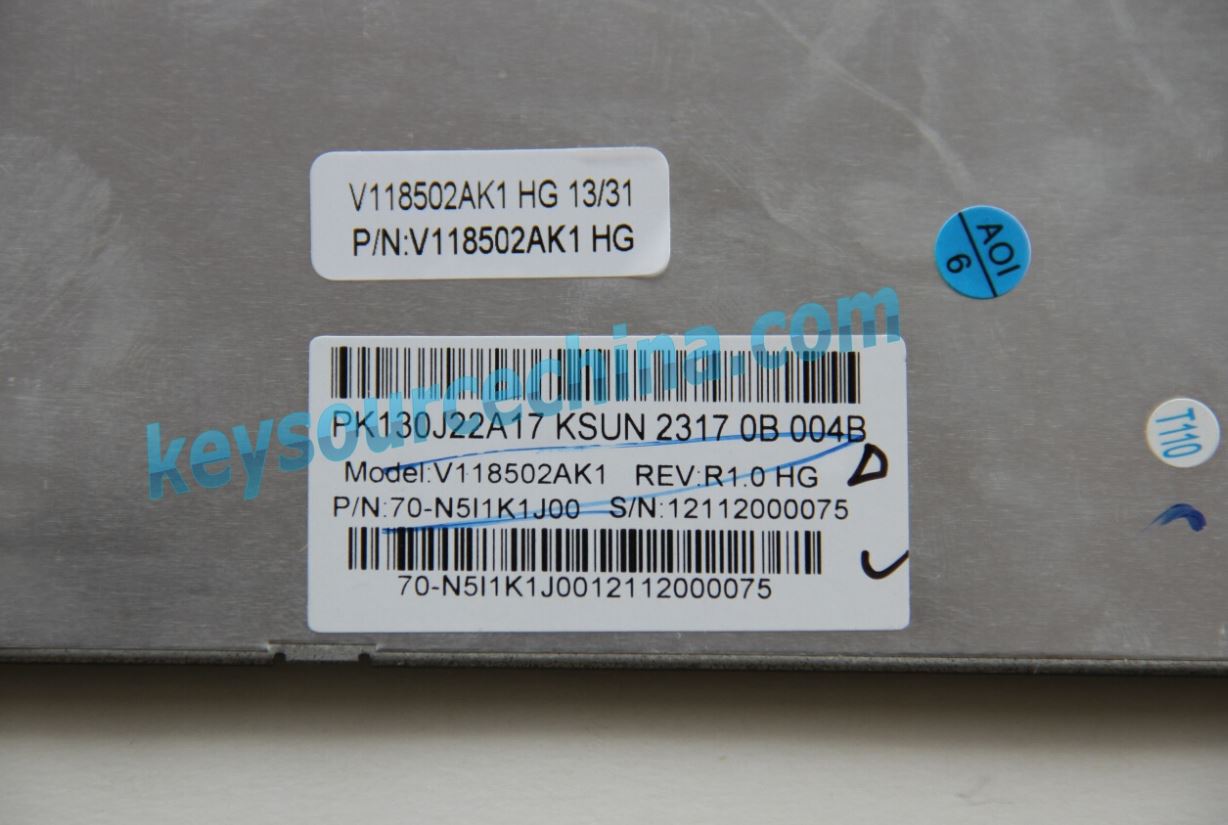 V118502AK1 HG 13/31
P/N:V118502AK1 HG
AOI
6
keysourcechina.com
PK130J22A17 KSUN 2317 0B 004B
Model:V118502AK1 REV:R1.0 HG
P/N:70-N5I1K1J00 S/N:12112000075
70-N5I1K1J0012112000075
T110